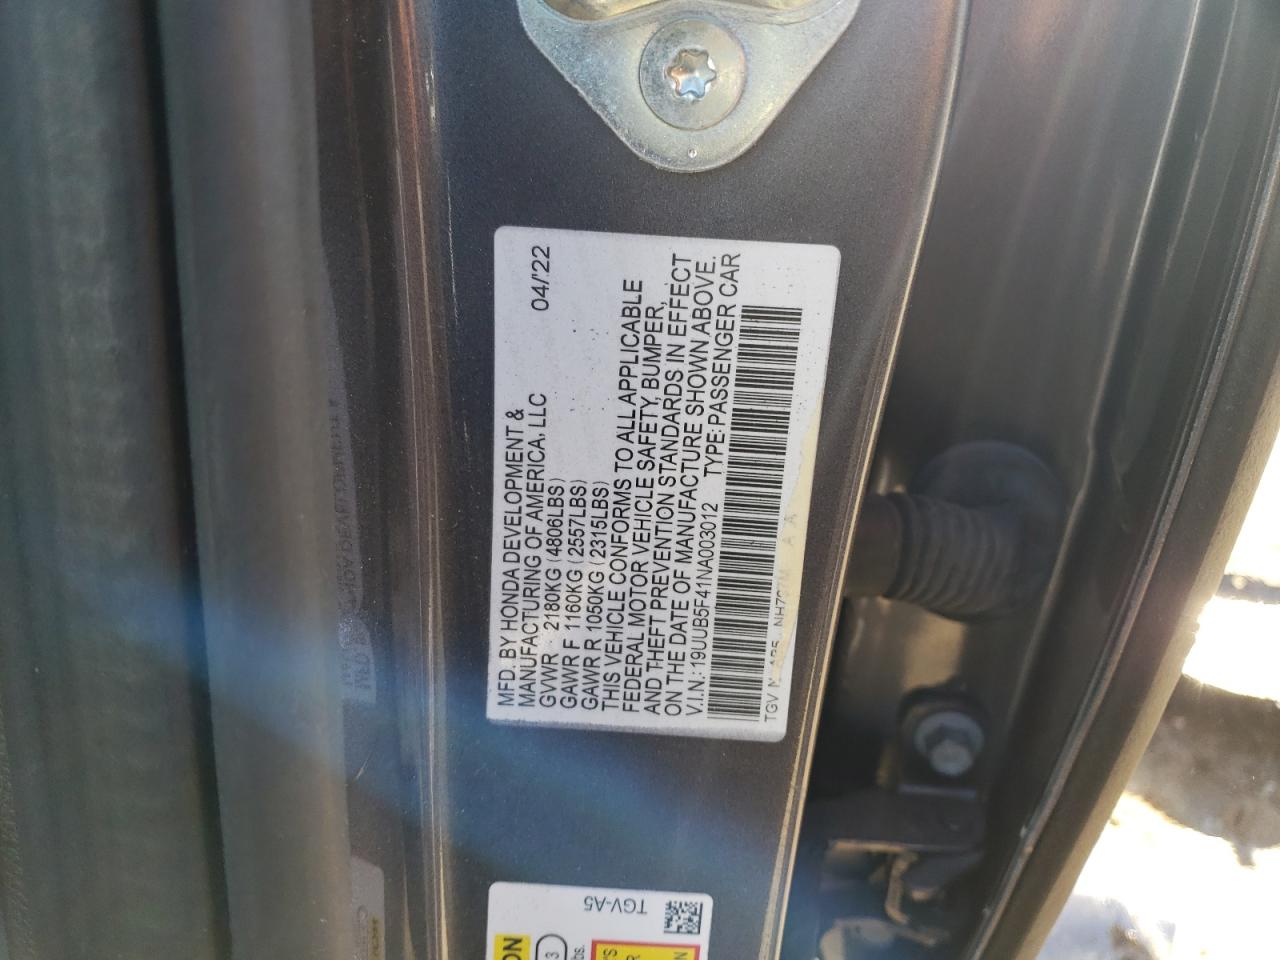 MFD. BY HONDA DEVELOPMENT &
MANUFACTURING OF AMERICA, LLC 04/'22
GVWR 2180KG (4806LBS)
GAWR F 1160KG (2557LBS)
GAWR R 1050KG (2315LBS)
THIS VEHICLE CONFORMS TO ALL APPLICABLE
FEDERAL MOTOR VEHICLE SAFETY, BUMPER,
AND THEFT PREVENTION STANDARDS IN EFFECT
ON THE DATE OF MANUFACTURE SHOWN ABOVE.
V.I.N.: 19UUB5F41NA003012 TYPE: PASSENGER CAR
TGV
TGV-A5